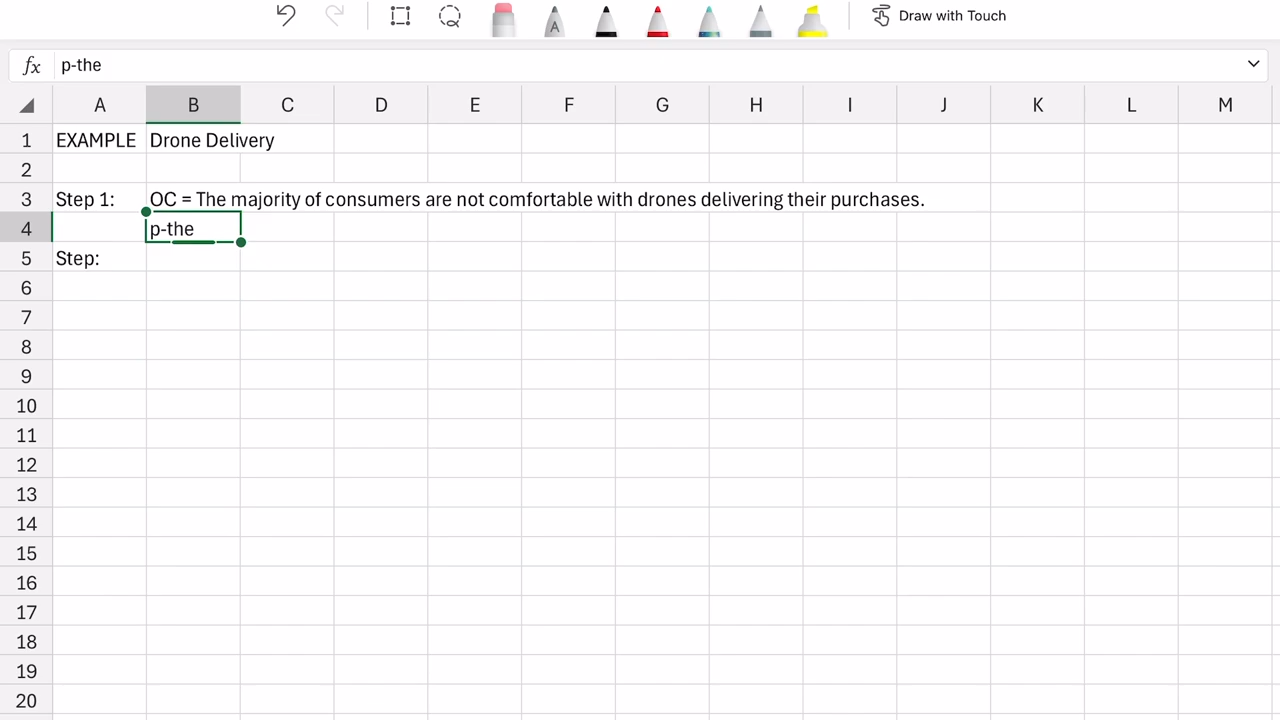 Draw with Touch
fx p-the
A B C D E F G H I J K L M
1 EXAMPLE Drone Delivery
2
3 Step 1: OC = The majority of consumers are not comfortable with drones delivering their purchases.
4 p-the
5 Step:
6
7
8
9
10
11
12
13
14
15
16
17
18
19
20